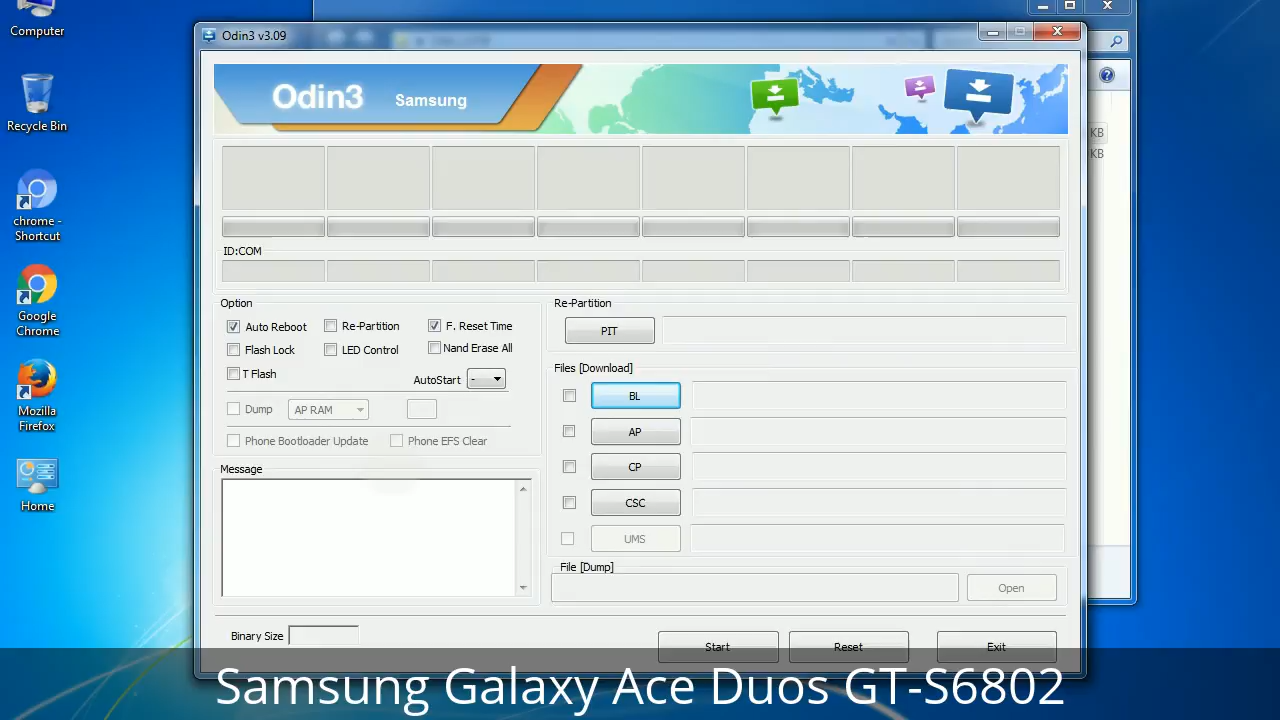 Computer
Recycle Bin
chrome -
Shortcut
Google
Chrome
Mozilla
Firefox
Home
Odin3 v3.09
Odin3 Samsung
KB
KB
ID:COM
Option
Auto Reboot
Re-Partition
F. Reset Time
Flash Lock
LED Control
Nand Erase All
T Flash
AutoStart -
Dump
AP RAM
Phone Bootloader Update
Phone EFS Clear
Message
Re-Partition
PIT
Files [Download]
BL
AP
CP
CSC
UMS
File [Dump]
Open
Binary Size
Start
Reset
Exit
Samsung Galaxy Ace Duos GT-S6802